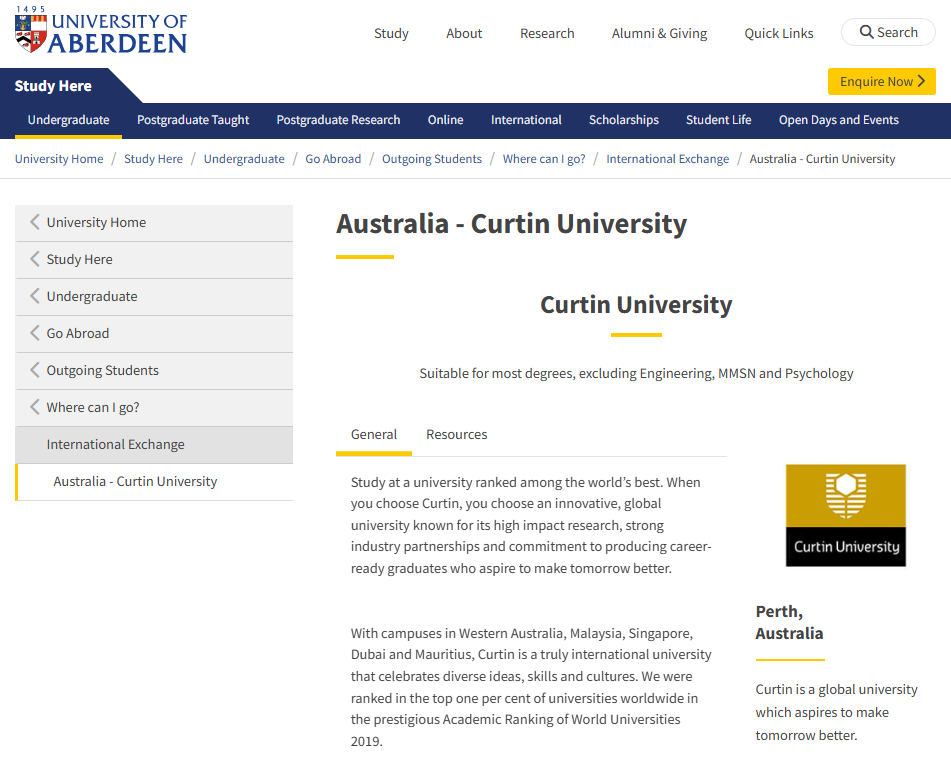 1495
UNIVERSITY OF
ABERDEEN
Study About Research Alumni & Giving Quick Links Search
Study Here
Enquire Now
Undergraduate Postgraduate Taught Postgraduate Research Online International Scholarships Student Life Open Days and Events
University Home / Study Here / Undergraduate / Go Abroad / Outgoing Students / Where can I go? / International Exchange / Australia - Curtin University
University Home
Study Here
Undergraduate
Go Abroad
Outgoing Students
Where can I go?
International Exchange
Australia - Curtin University
Australia - Curtin University
Curtin University
Suitable for most degrees, excluding Engineering, MMSN and Psychology
General Resources
Study at a university ranked among the world's best. When
you choose Curtin, you choose an innovative, global
university known for its high impact research, strong
industry partnerships and commitment to producing career-
ready graduates who aspire to make tomorrow better.
With campuses in Western Australia, Malaysia, Singapore,
Dubai and Mauritius, Curtin is a truly international university
that celebrates diverse ideas, skills and cultures. We were
ranked in the top one per cent of universities worldwide in
the prestigious Academic Ranking of World Universities
2019.
Curtin University
Perth,
Australia
Curtin is a global university
which aspires to make
tomorrow better.